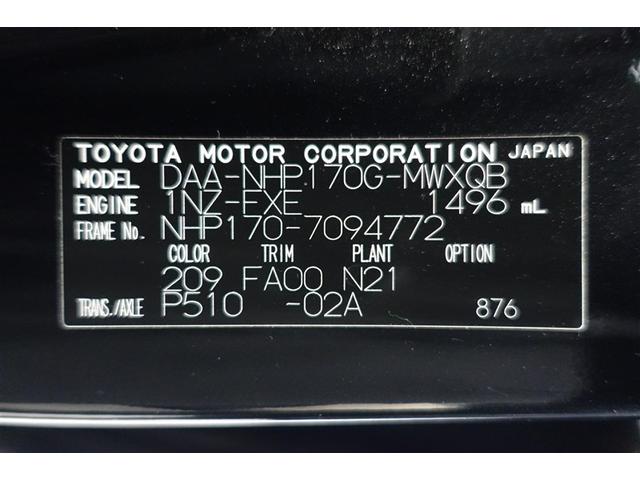 TOYOTA MOTOR CORPORATION JAPAN
MODEL DAA-NHP170G-MWXQB
ENGINE 1NZ-FXE 1496 mL
FRAME No. NHP170-7094772
COLOR TRIM PLANT OPTION
209 FA00 N21
TRANS./AXLE P510 -02A 876